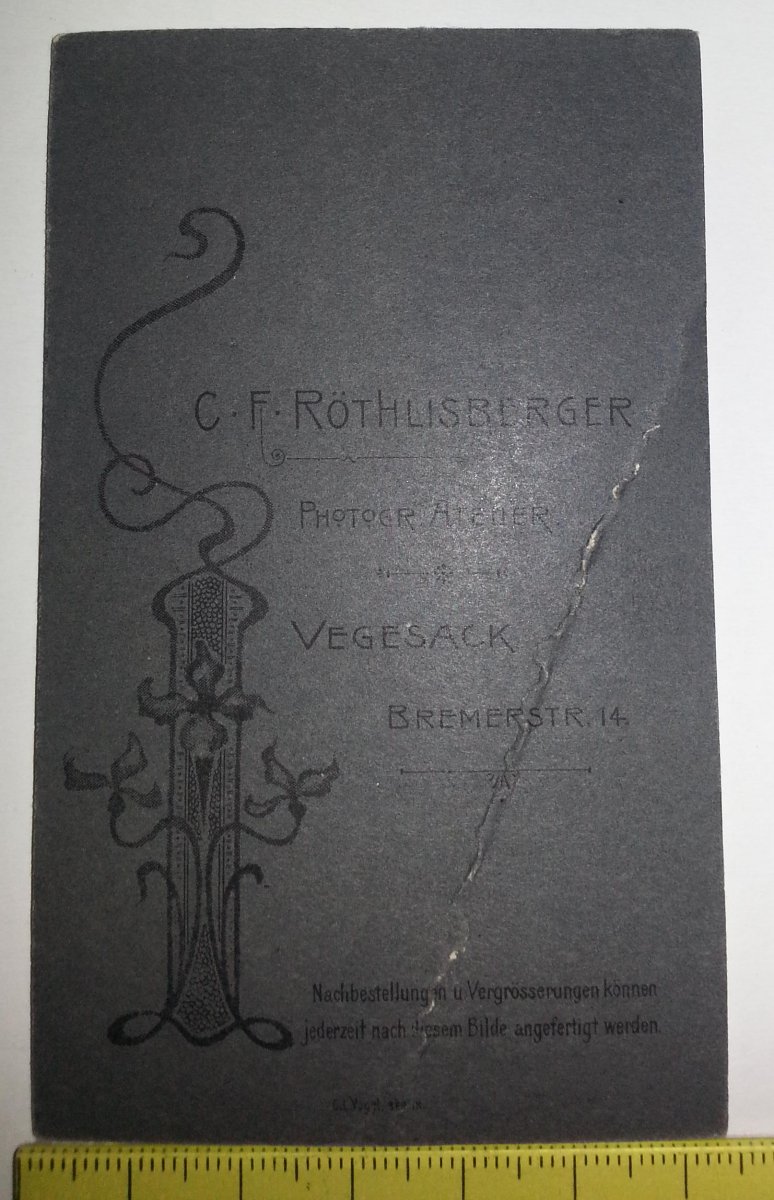 C. F. RÖTHLISBERGER
PHOTOGR. ATELIER.
VEGESACK
BREMERSTR. 14.
Nachbestellungen u. Vergrösserungen können
jederzeit nach diesem Bilde angefertigt werden.